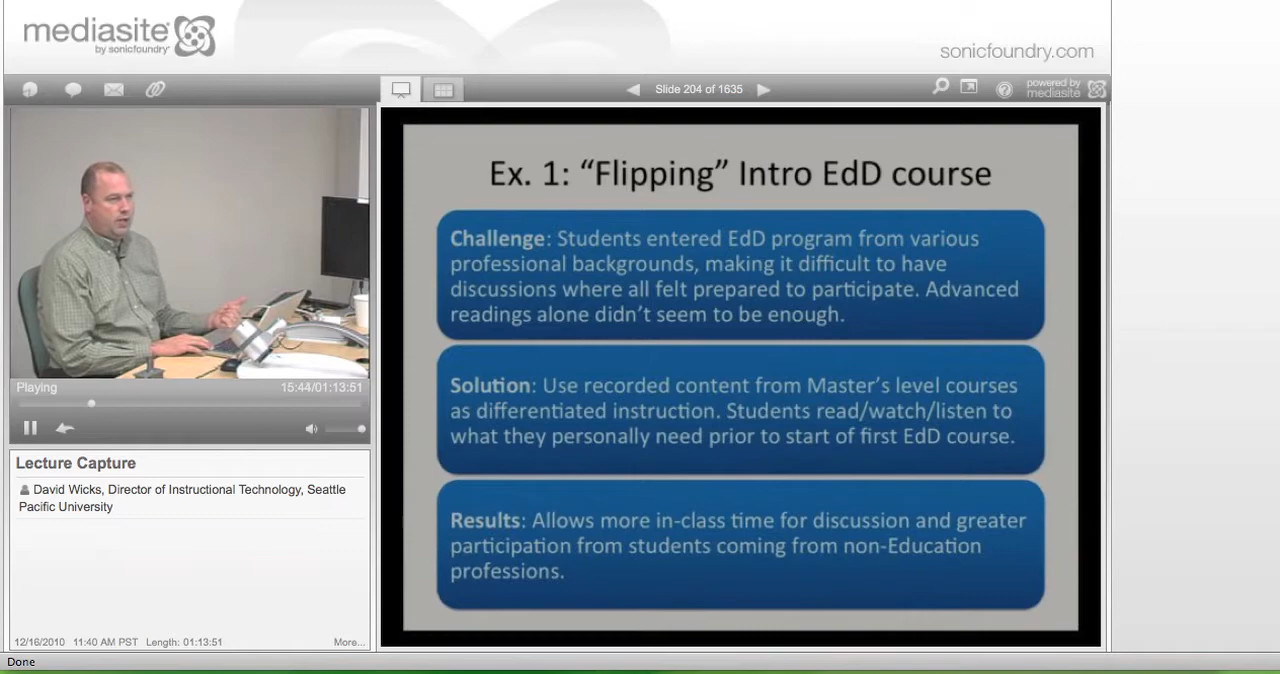 mediasite
by sonicfoundry
sonicfoundry.com
Slide 204 of 1635
powered by
mediasite
Ex. 1: “Flipping” Intro EdD course
Challenge: Students entered EdD program from various
professional backgrounds, making it difficult to have
discussions where all felt prepared to participate. Advanced
readings alone didn’t seem to be enough.
Solution: Use recorded content from Master’s level courses
as differentiated instruction. Students read/watch/listen to
what they personally need prior to start of first EdD course.
Results: Allows more in-class time for discussion and greater
participation from students coming from non-Education
professions.
Playing
15:44/01:13:51
Lecture Capture
David Wicks, Director of Instructional Technology, Seattle
Pacific University
12/16/2010 11:40 AM PST Length: 01:13:51 More...
Done